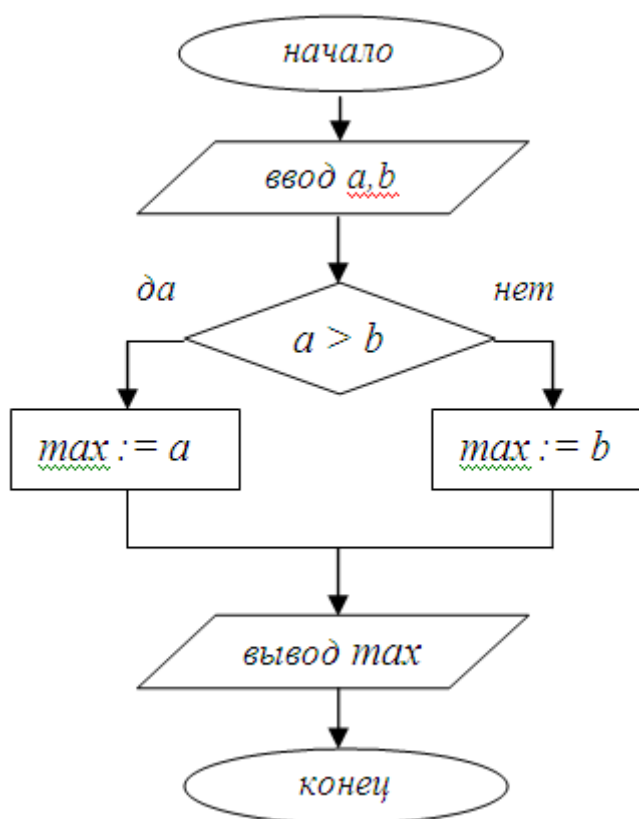 начало
ввод a,b
да
нет
a > b
max := a
max := b
вывод max
конец